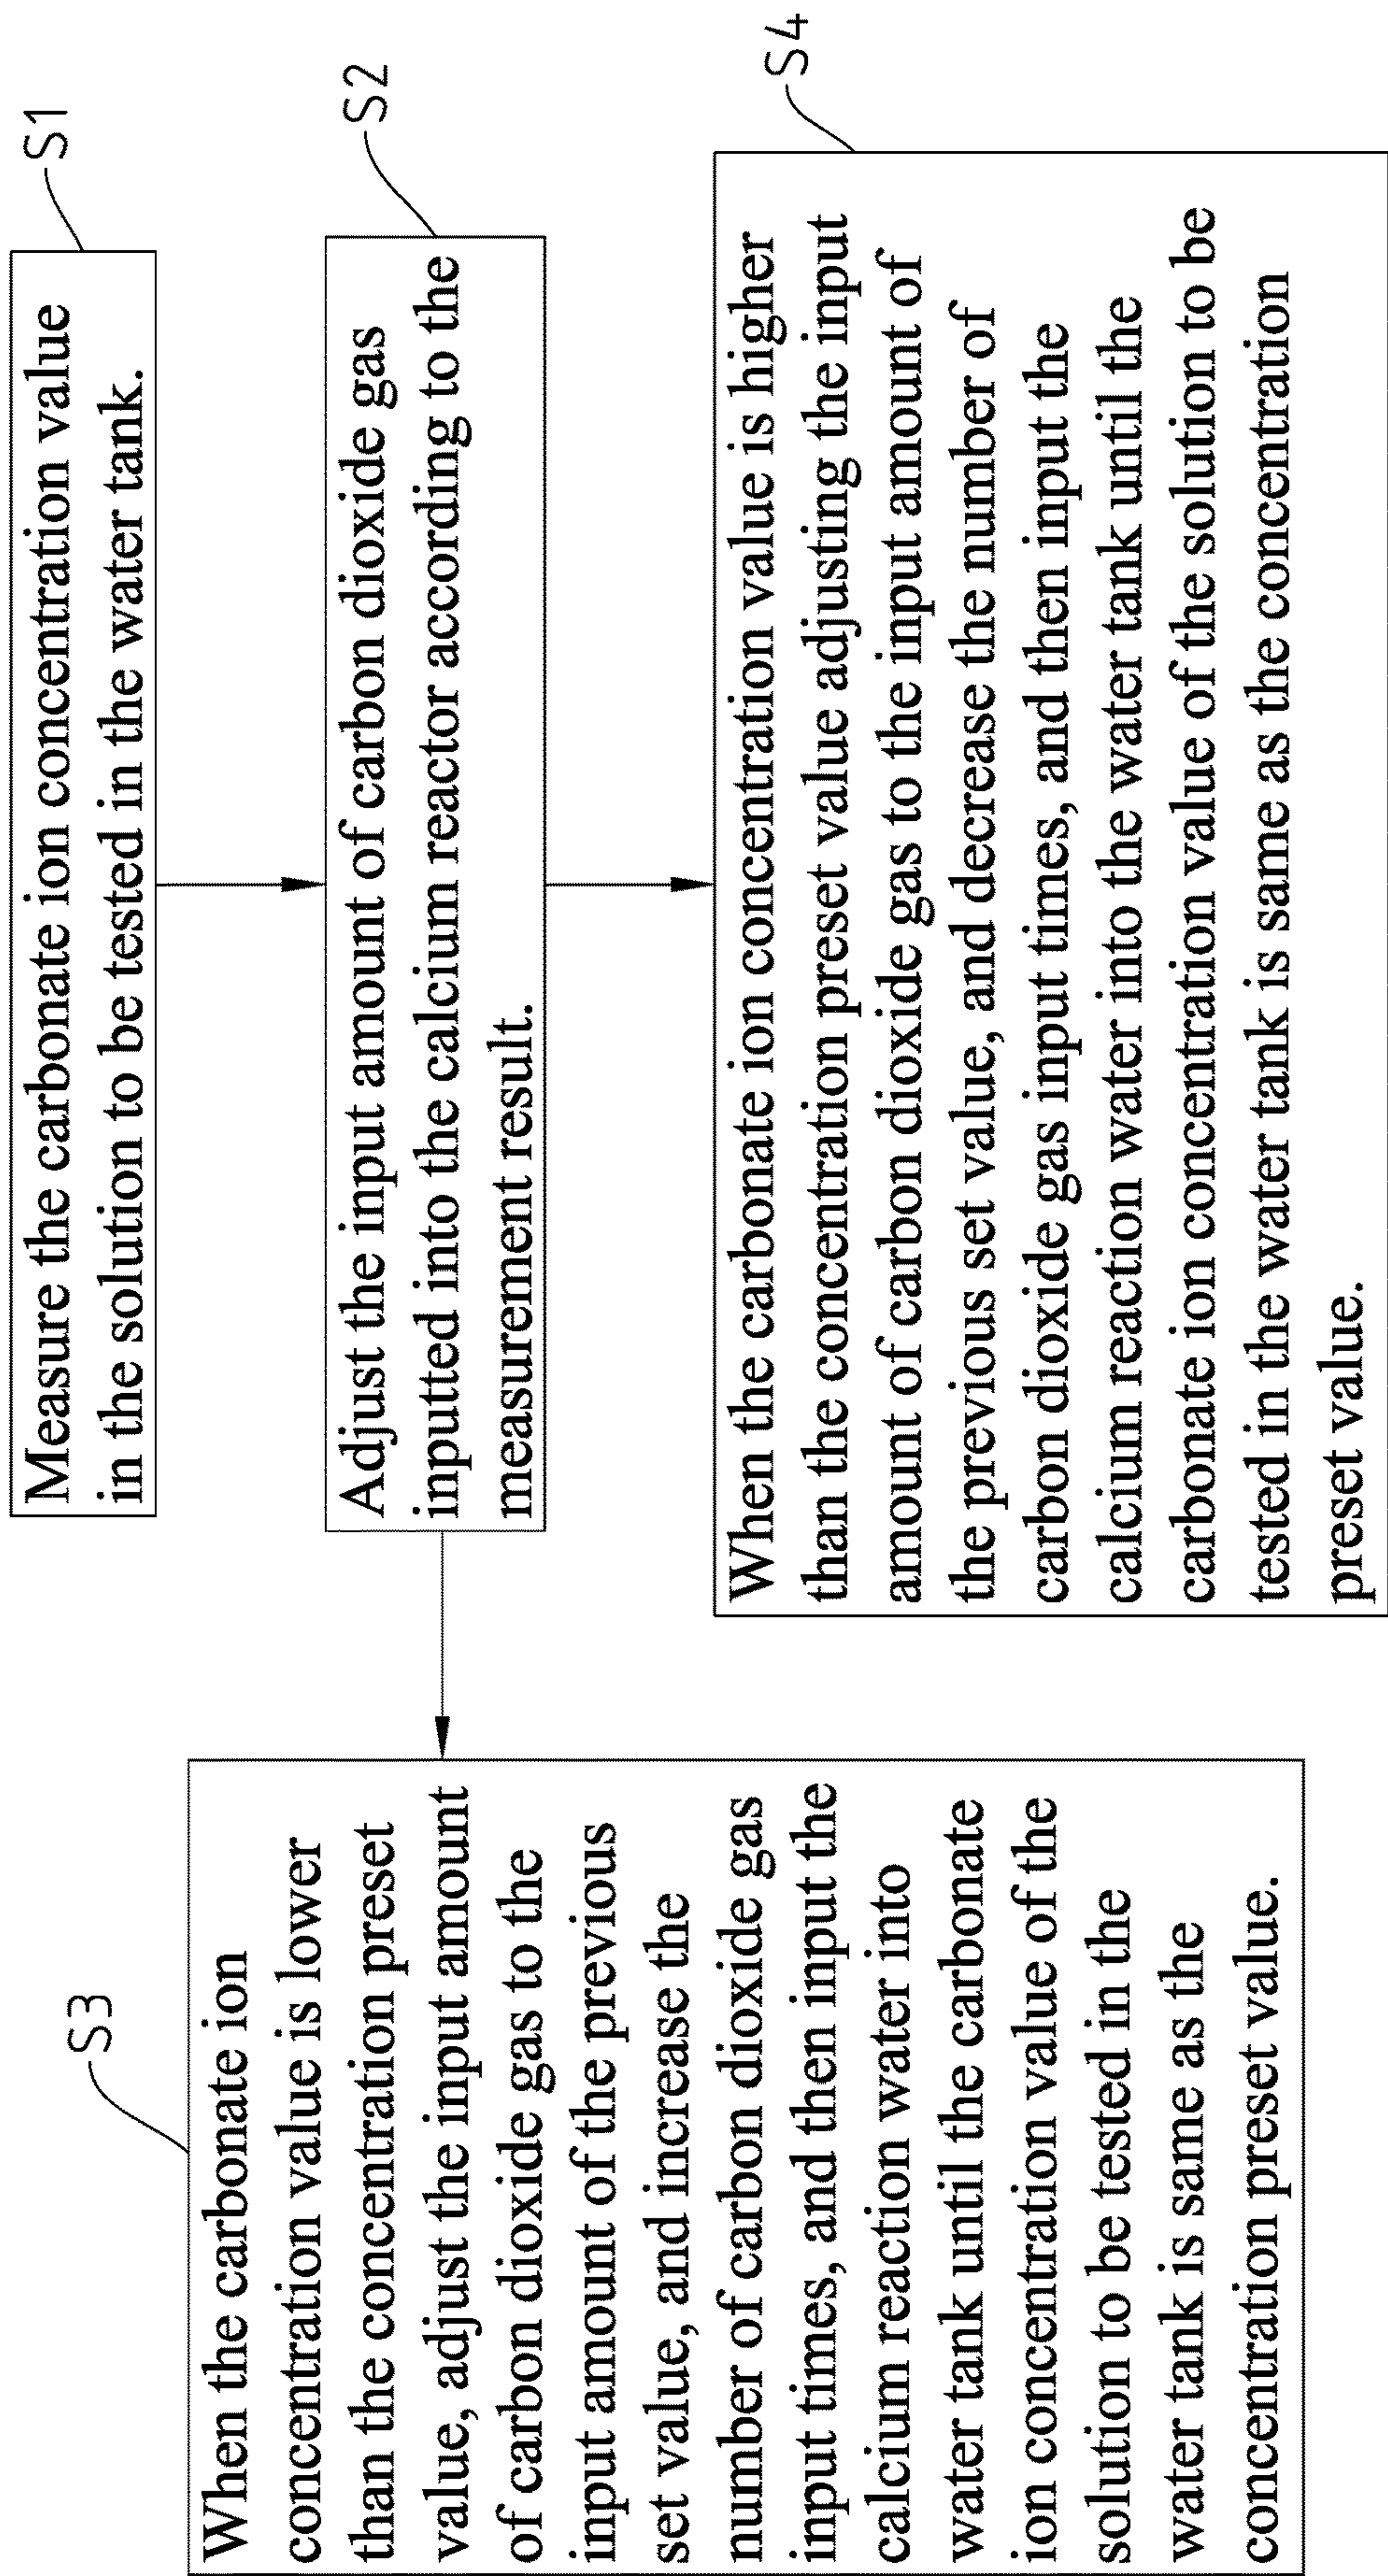 S1
Measure the carbonate ion concentration value
in the solution to be tested in the water tank.
S2
Adjust the input amount of carbon dioxide gas
inputted into the calcium reactor according to the
measurement result.
S3
When the carbonate ion
concentration value is lower
than the concentration preset
value, adjust the input amount
of carbon dioxide gas to the
input amount of the previous
set value, and increase the
number of carbon dioxide gas
input times, and then input the
calcium reaction water into
water tank until the carbonate
ion concentration value of the
solution to be tested in the
water tank is same as the
concentration preset value.
S4
When the carbonate ion concentration value is higher
than the concentration preset value adjusting the input
amount of carbon dioxide gas to the input amount of
the previous set value, and decrease the number of
carbon dioxide gas input times, and then input the
calcium reaction water into the water tank until the
carbonate ion concentration value of the solution to be
tested in the water tank is same as the concentration
preset value.